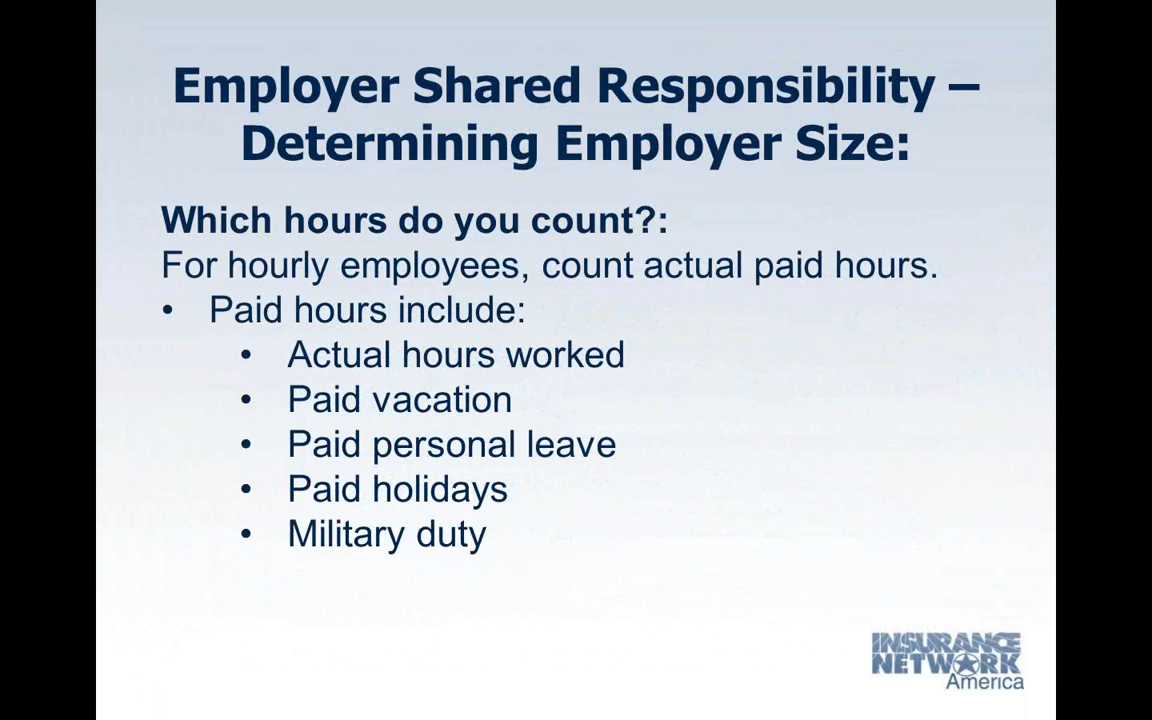 Employer Shared Responsibility –
Determining Employer Size:
Which hours do you count?:
For hourly employees, count actual paid hours.
• Paid hours include:
• Actual hours worked
• Paid vacation
• Paid personal leave
• Paid holidays
• Military duty
INSURANCE
NETWORK
America